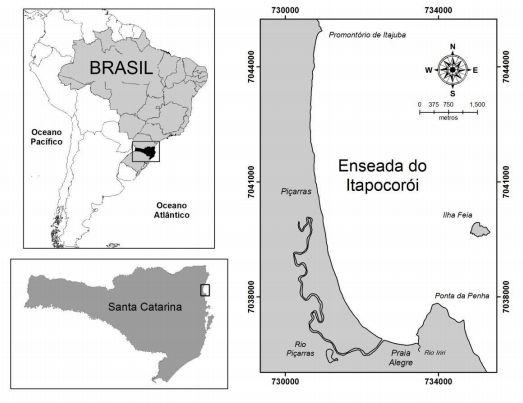 BRASIL
Oceano
Pacífico
Oceano
Atlântico
Santa Catarina
730000
734000
Promontório de Itajuba
N
W
E
S
0 375 750 1,500
metros
7044000
7044000
Enseada do
Itapocorói
7041000
7041000
Piçarras
Ilha Feia
7038000
7038000
Ponta da Penha
Rio
Piçarras
Praia
Alegre
Rio Iriri
730000
734000